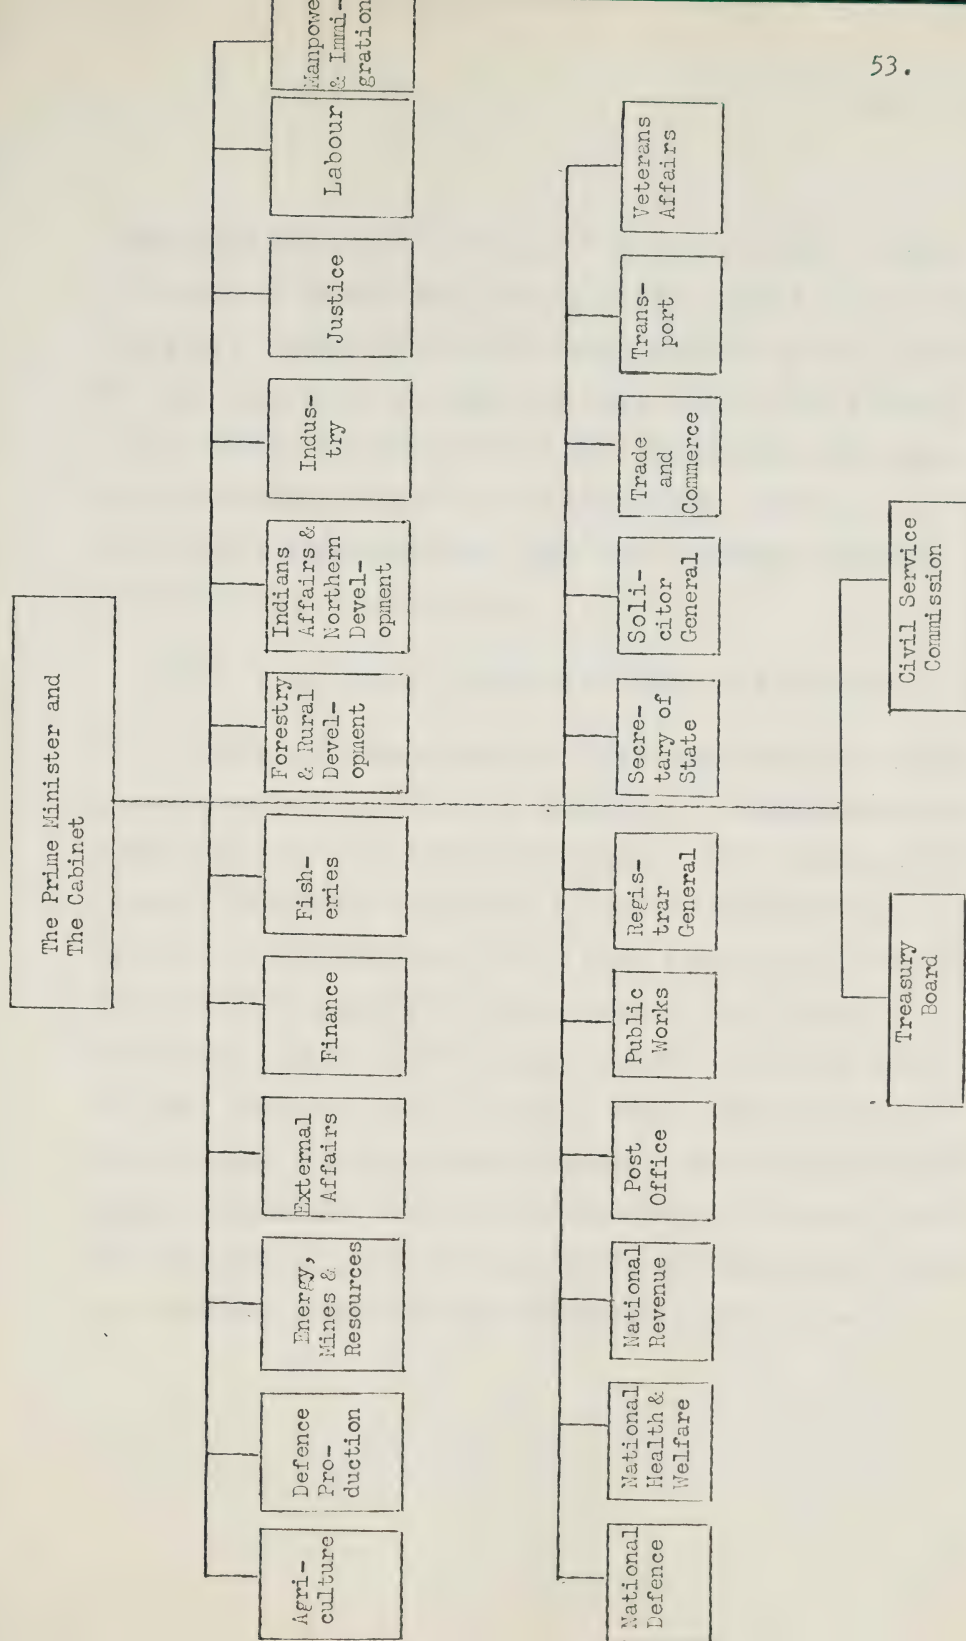 53.
The Prime Minister and
The Cabinet
Agri-
culture
Defence
Pro-
duction
Energy,
Mines &
Resources
External
Affairs
Finance
Fish-
eries
Forestry
& Rural
Devel-
opment
Indians
Affairs &
Northern
Devel-
opment
Indus-
try
Justice
Labour
Manpowe
& Immi-
gration
National
Defence
National
Health &
Welfare
National
Revenue
Post
Office
Public
Works
Regis-
trar
General
Secre-
tary of
State
Soli-
citor
General
Trade
and
Commerce
Trans-
port
Veterans
Affairs
Treasury
Board
Civil Service
Commission